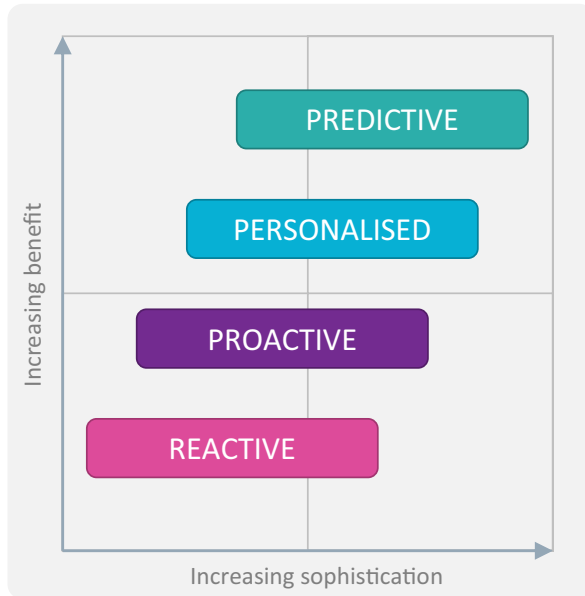 PREDICTIVE
PERSONALISED
PROACTIVE
REACTIVE
Increasing benefit
Increasing sophistication